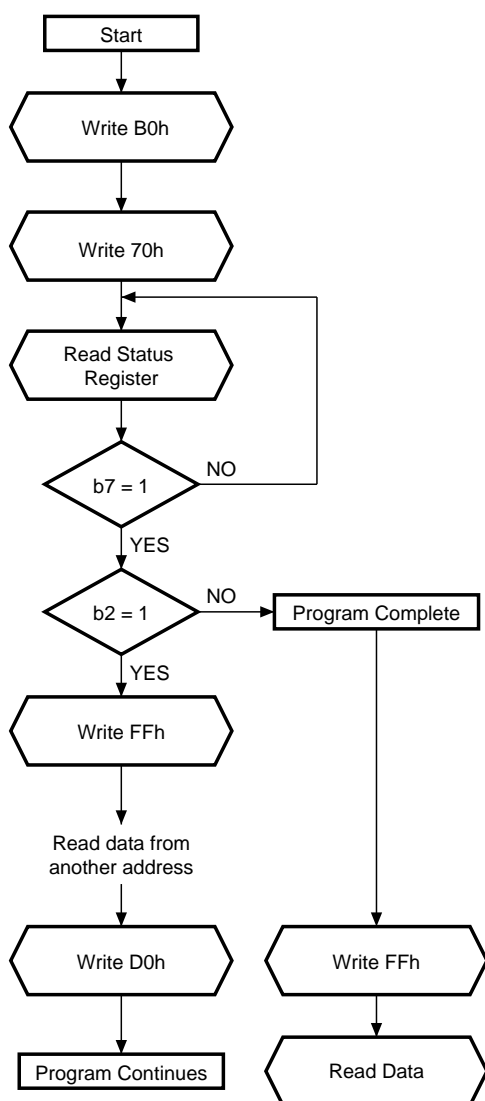 Start
Write B0h
Write 70h
Read Status
Register
NO
b7 = 1
YES
NO
b2 = 1
Program Complete
YES
Write FFh
Read data from
another address
Write D0h
Write FFh
Program Continues
Read Data